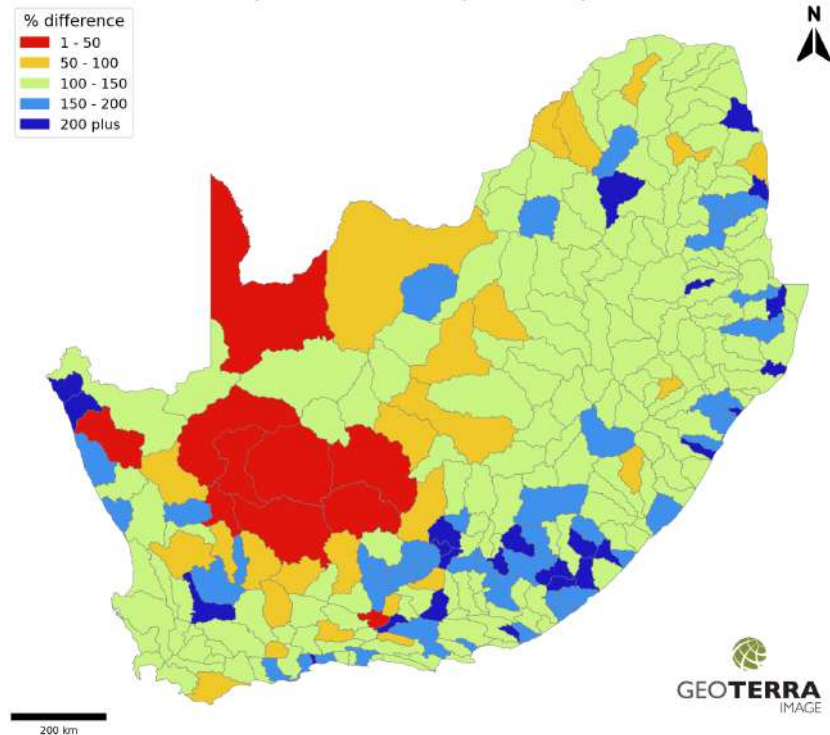 % difference
1 - 50
50 - 100
100 - 150
150 - 200
200 plus
N
GEOTERRA
IMAGE
200 km